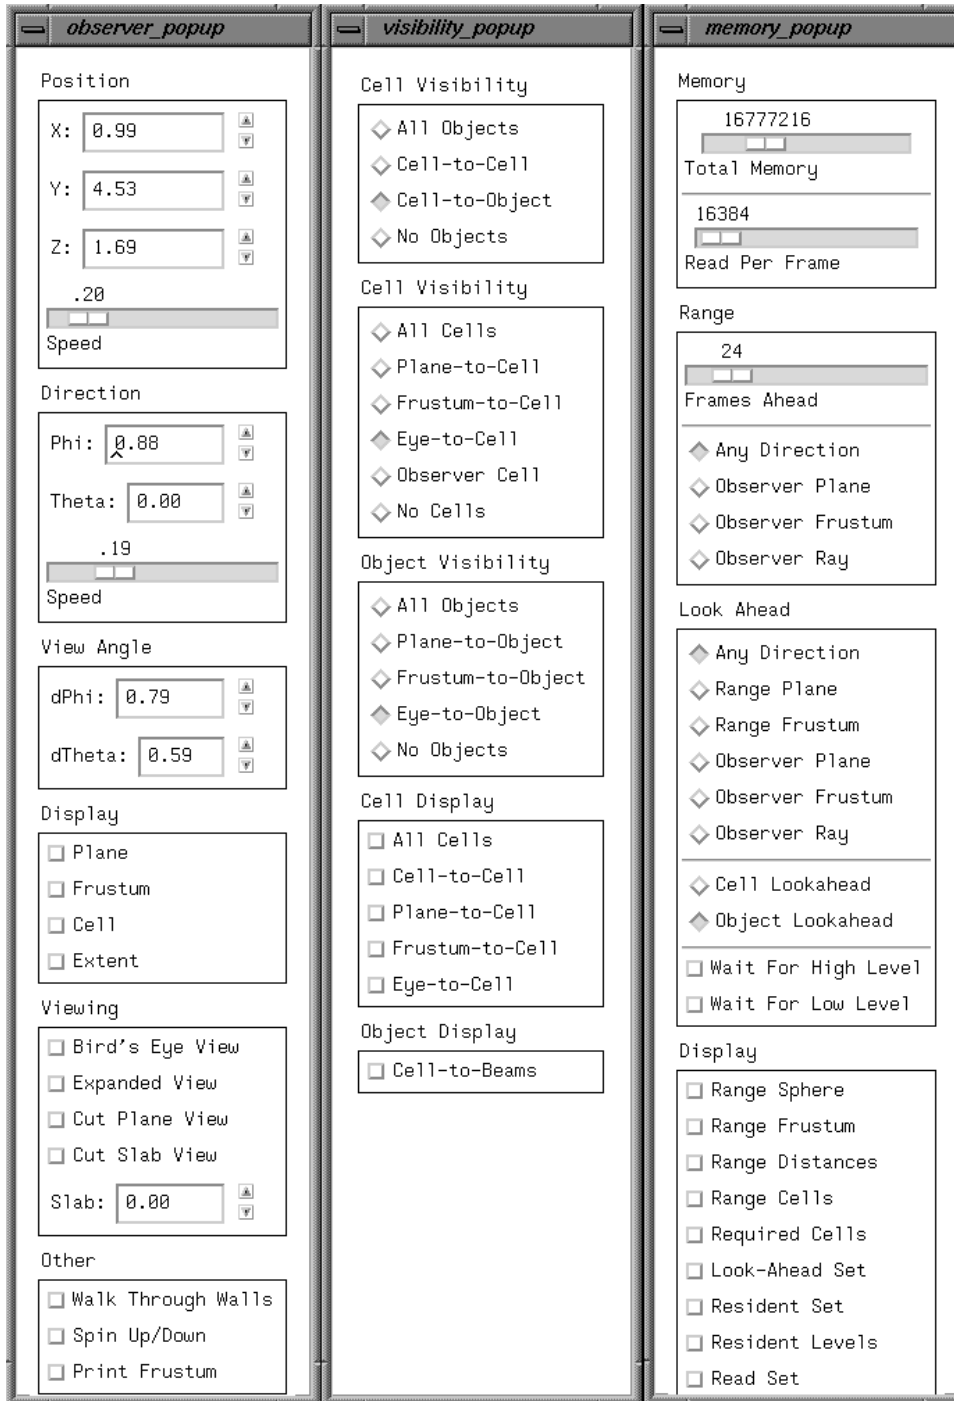 observer_popup
Position
X: 0.99
Y: 4.53
Z: 1.69
.20
Speed
Direction
Phi: 0.88
Theta: 0.00
.19
Speed
View Angle
dPhi: 0.79
dTheta: 0.59
Display
Plane
Frustum
Cell
Extent
Viewing
Bird's Eye View
Expanded View
Cut Plane View
Cut Slab View
Slab: 0.00
Other
Walk Through Walls
Spin Up/Down
Print Frustum
visibility_popup
Cell Visibility
All Objects
Cell-to-Cell
Cell-to-Object
No Objects
Cell Visibility
All Cells
Plane-to-Cell
Frustum-to-Cell
Eye-to-Cell
Observer Cell
No Cells
Object Visibility
All Objects
Plane-to-Object
Frustum-to-Object
Eye-to-Object
No Objects
Cell Display
All Cells
Cell-to-Cell
Plane-to-Cell
Frustum-to-Cell
Eye-to-Cell
Object Display
Cell-to-Beams
memory_popup
Memory
16777216
Total Memory
16384
Read Per Frame
Range
24
Frames Ahead
Any Direction
Observer Plane
Observer Frustum
Observer Ray
Look Ahead
Any Direction
Range Plane
Range Frustum
Observer Plane
Observer Frustum
Observer Ray
Cell Lookahead
Object Lookahead
Wait For High Level
Wait For Low Level
Display
Range Sphere
Range Frustum
Range Distances
Range Cells
Required Cells
Look-Ahead Set
Resident Set
Resident Levels
Read Set